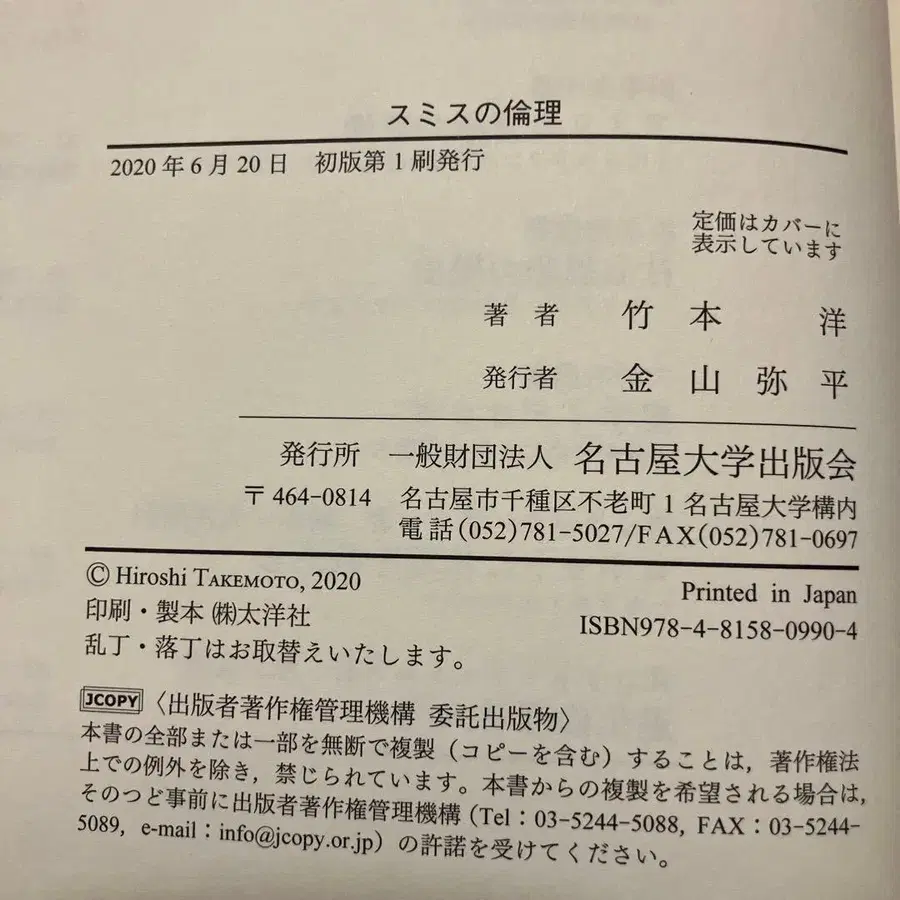 スミスの倫理
2020年6月20日 初版第1刷発行
定価はカバーに
表示しています
著者 竹本 洋
発行者 金山弥平
発行所 一般財団法人 名古屋大学出版会
〒464-0814 名古屋市千種区不老町1名古屋大学構内
電話(052)781-5027/FAX(052)781-0697
© Hiroshi TAKEMOTO, 2020
Printed in Japan
印刷・製本 ㈱太洋社
ISBN978-4-8158-0990-4
乱丁・落丁はお取替えいたします。
JCOPY 〈出版者著作権管理機構 委託出版物〉
本書の全部または一部を無断で複製（コピーを含む）することは，著作権法
上での例外を除き，禁じられています。本書からの複製を希望される場合は，
そのつど事前に出版者著作権管理機構（Tel：03-5244-5088, FAX：03-5244-
5089, e-mail：info@jcopy.or.jp）の許諾を受けてください。